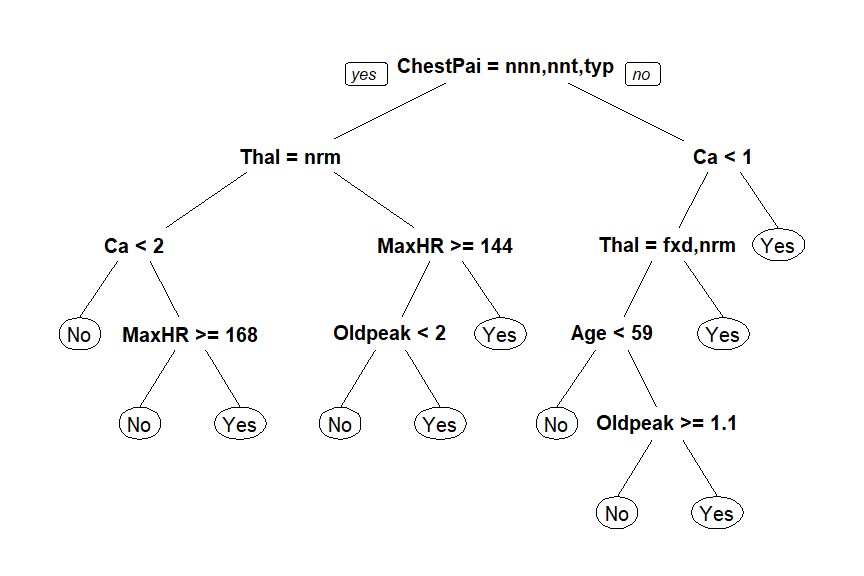 yes ChestPai = nnn,nnt,typ no
Thal = nrm Ca < 1
Ca < 2 MaxHR >= 144 Thal = fxd,nrm Yes
No MaxHR >= 168 Oldpeak < 2 Yes Age < 59 Yes
No Yes No Yes No Oldpeak >= 1.1
No Yes